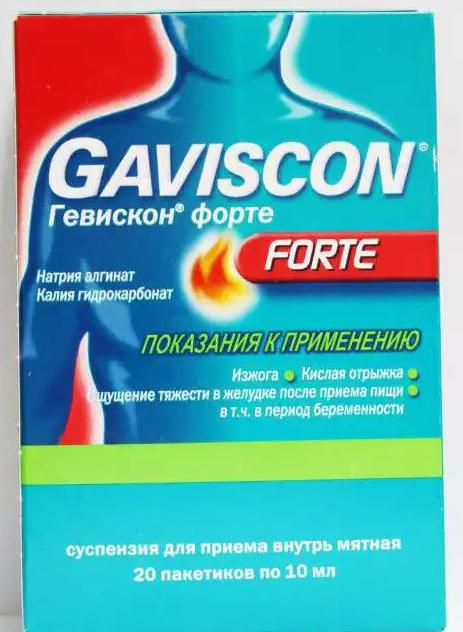 GAVISCON®
Гевискон® форте
FORTE
Натрия алгинат
Калия гидрокарбонат
ПОКАЗАНИЯ К ПРИМЕНЕНИЮ
Изжога ● Кислая отрыжка ●
Ощущение тяжести в желудке после приема пищи ●
в т.ч. в период беременности
суспензия для приема внутрь мятная
20 пакетиков по 10 мл